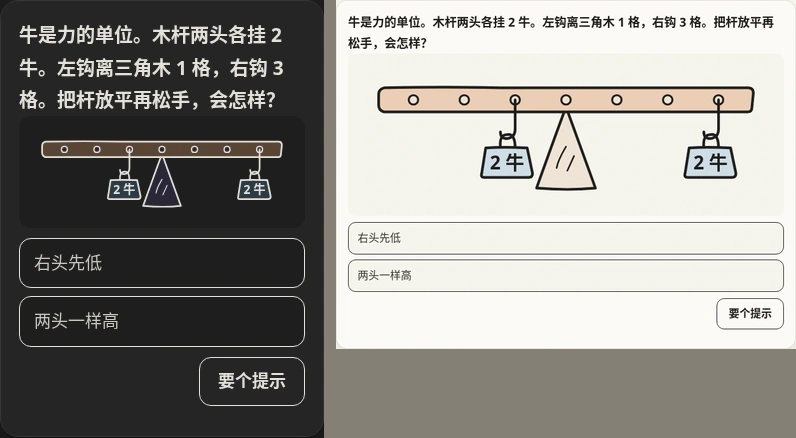 牛是力的单位。木杆两头各挂 2
牛。左钩离三角木 1 格，右钩 3
格。把杆放平再松手，会怎样？
2 牛
2 牛
右头先低
两头一样高
要个提示
牛是力的单位。木杆两头各挂 2 牛。左钩离三角木 1 格，右钩 3 格。把杆放平再
松手，会怎样？
2 牛
2 牛
右头先低
两头一样高
要个提示